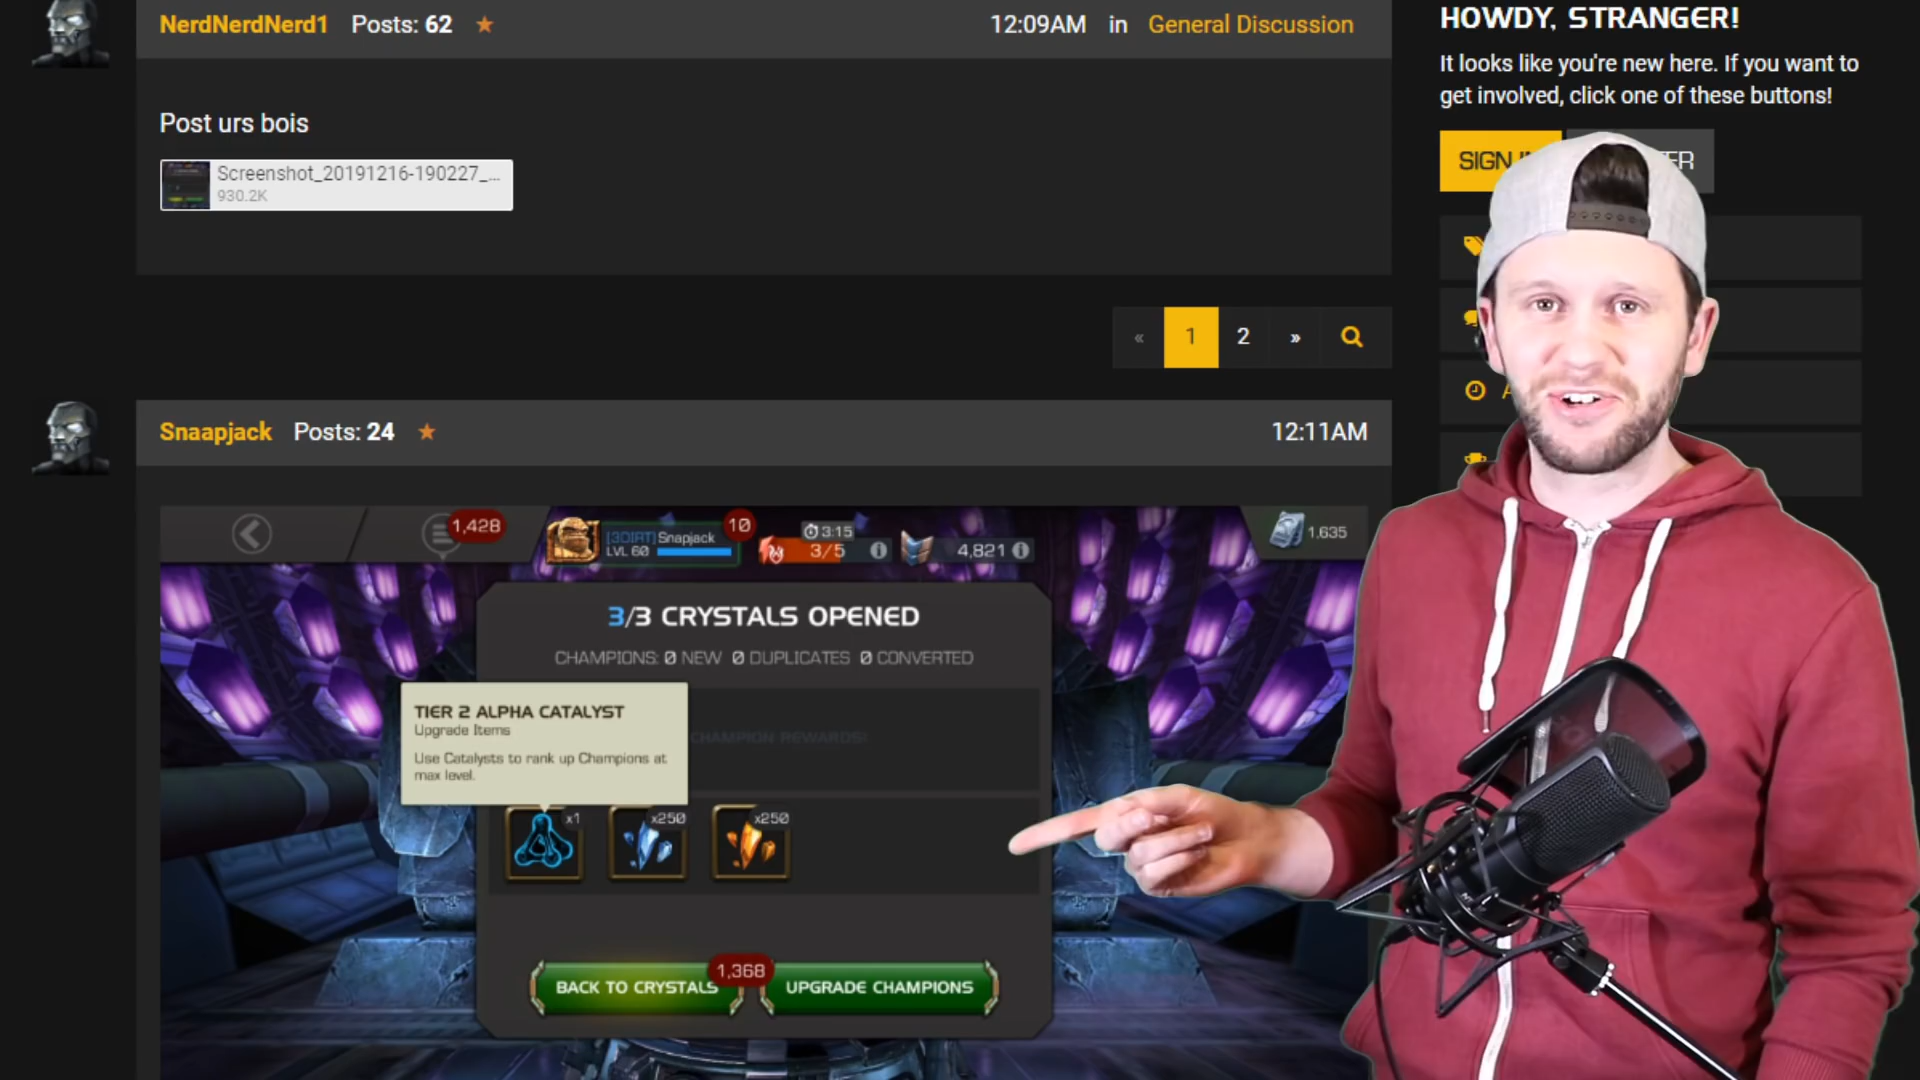 NerdNerdNerd1 Posts: 62 12:09AM in General Discussion
Post urs bois
Screenshot_20191216-190227_...
930.2K
« 1 2 »
Snaapjack Posts: 24 12:11AM
1,428
[3DIRT] Snapjack
LVL 60
10
3:15
3/5
4,821
1,635
3/3 CRYSTALS OPENED
CHAMPIONS: 0 NEW 0 DUPLICATES 0 CONVERTED
TIER 2 ALPHA CATALYST
Upgrade Items
Use Catalysts to rank up Champions at
max level.
CHAMPION REWARDS!
x1 x250 x250
1,368
BACK TO CRYSTALS UPGRADE CHAMPIONS
HOWDY, STRANGER!
It looks like you're new here. If you want to
get involved, click one of these buttons!
SIGN